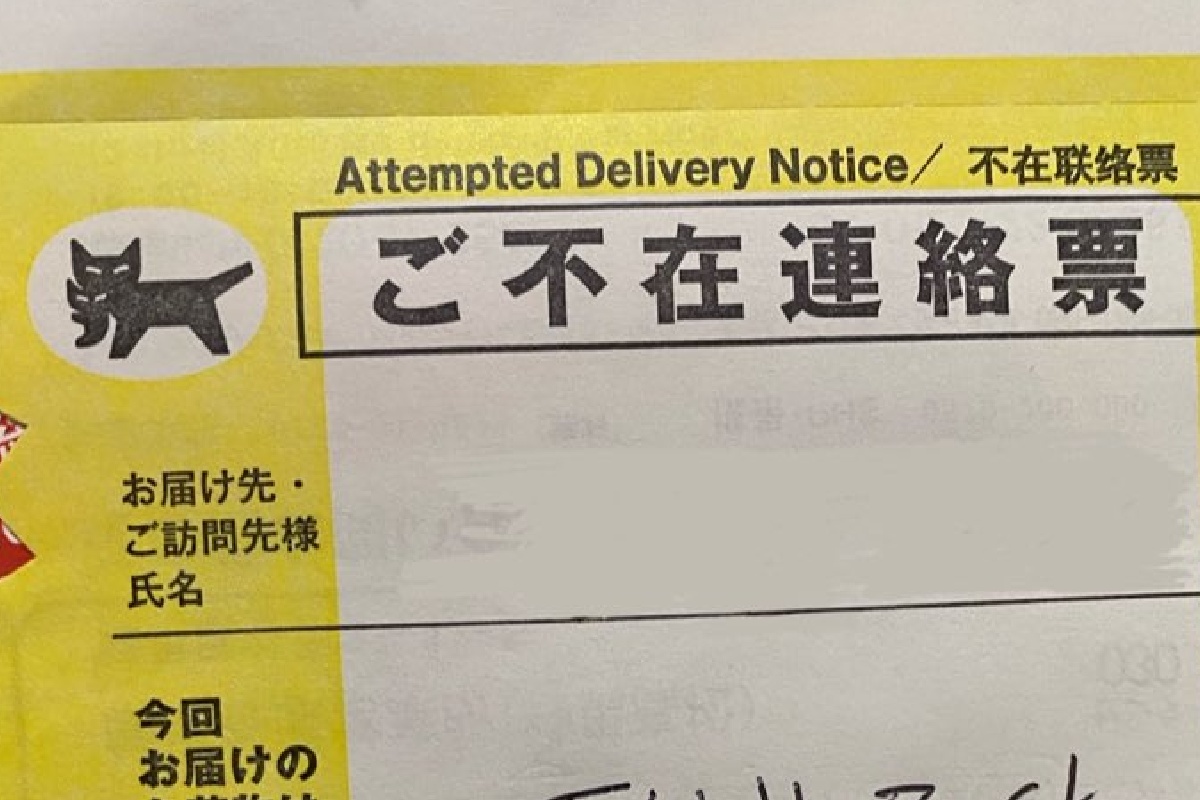 Attempted Delivery Notice／ 不在联络票
ご不在連絡票
お届け先・
ご訪問先様
氏名
今回
お届けの